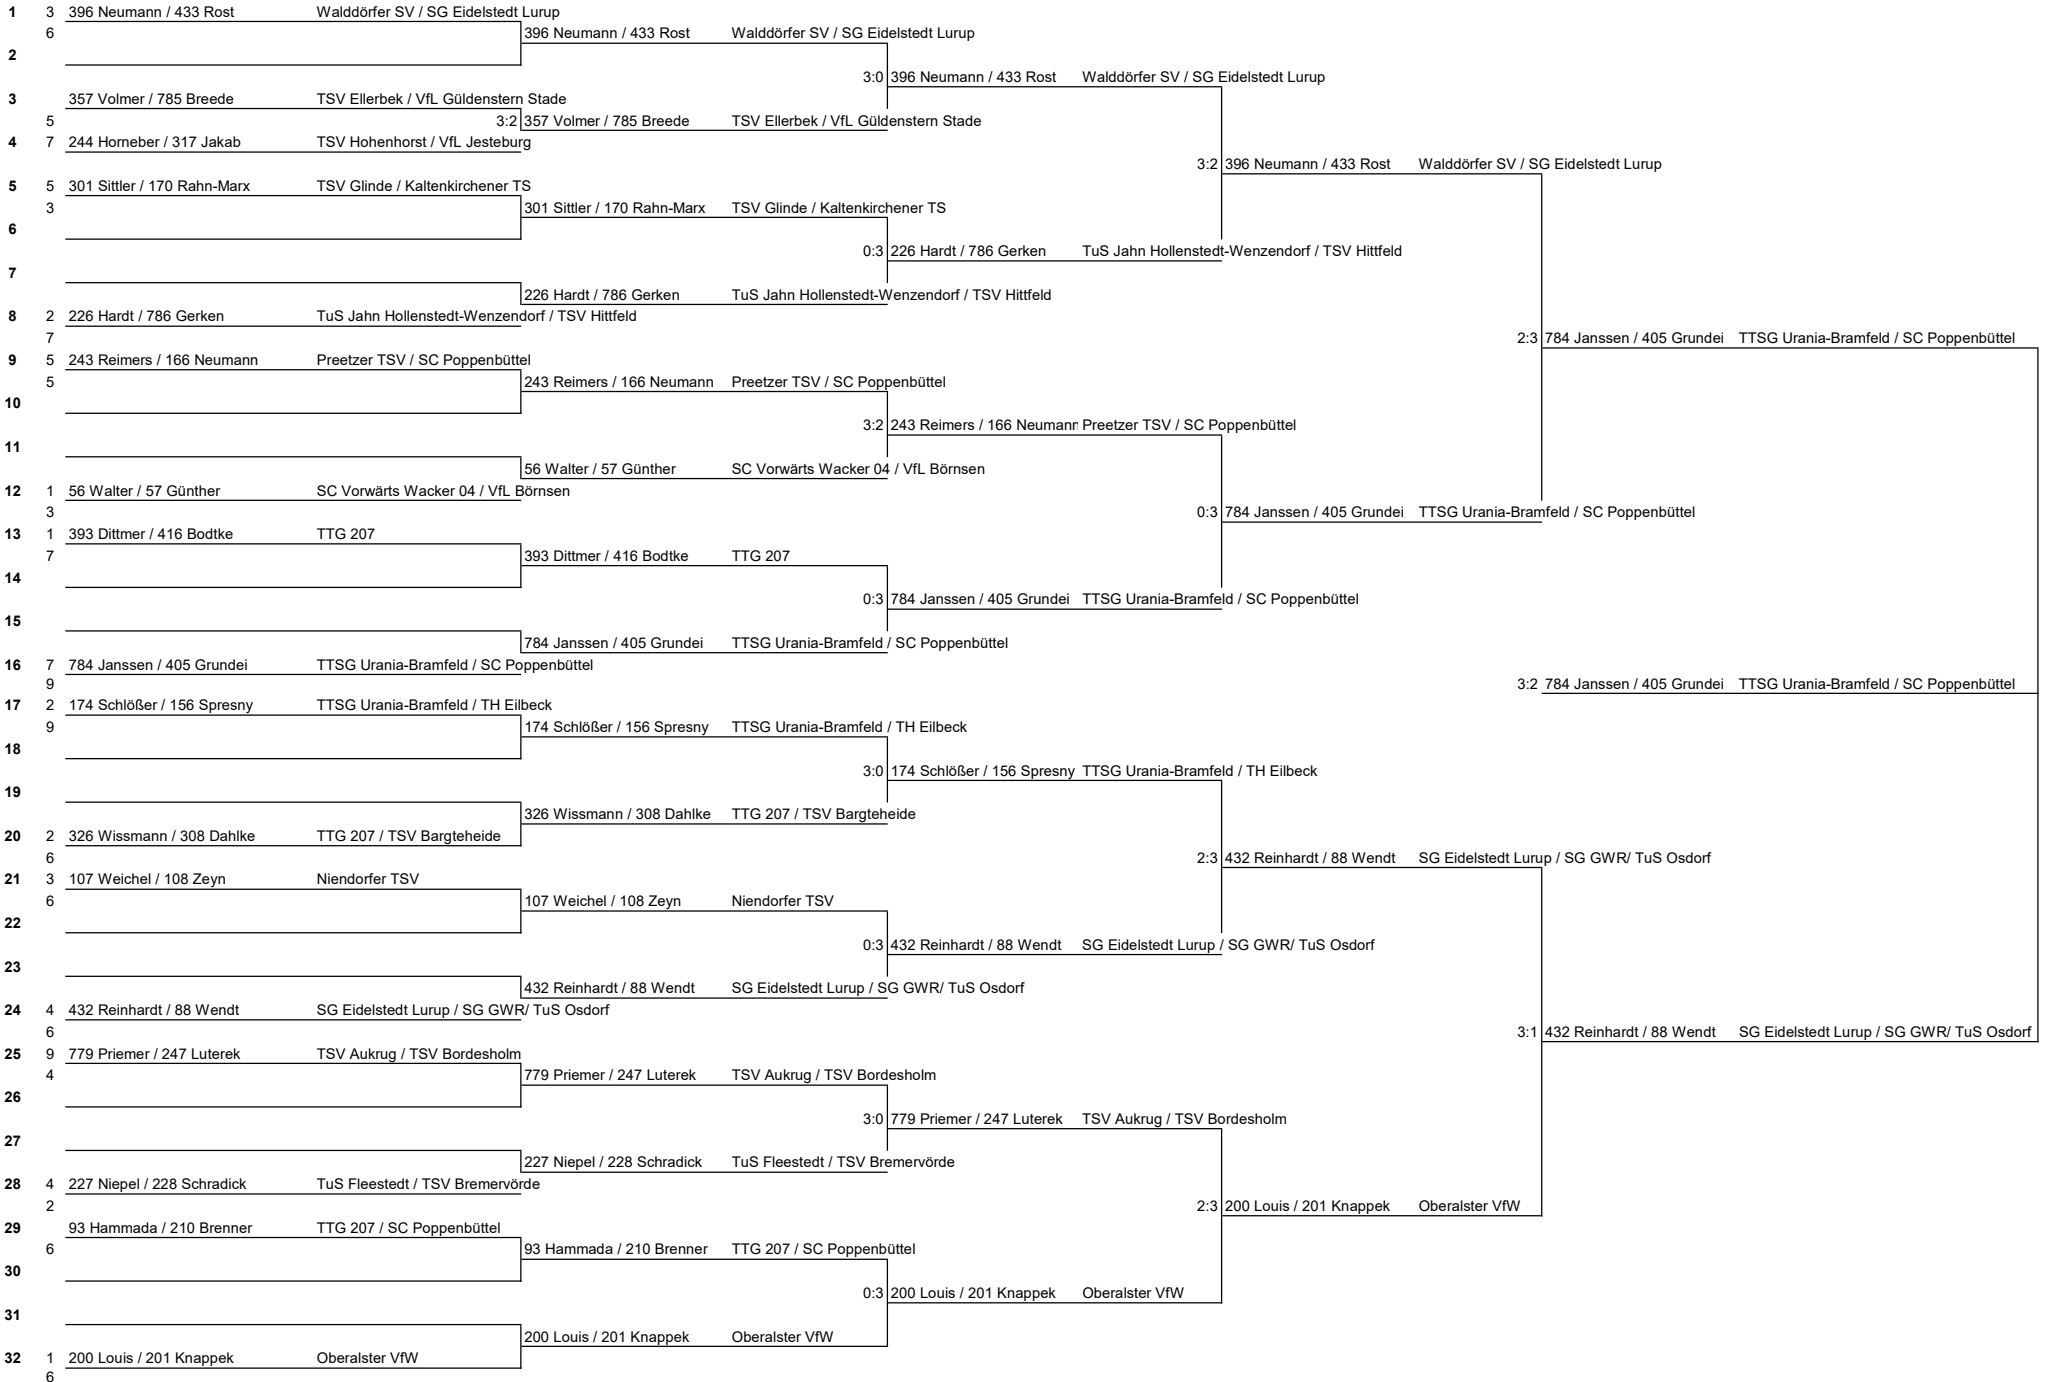 1 3 396 Neumann / 433 Rost Walddörfer SV / SG Eidelstedt Lurup
6 396 Neumann / 433 Rost Walddörfer SV / SG Eidelstedt Lurup
2
3:0 396 Neumann / 433 Rost Walddörfer SV / SG Eidelstedt Lurup
3 357 Volmer / 785 Breede TSV Ellerbek / VfL Güldenstern Stade
5 3:2 357 Volmer / 785 Breede TSV Ellerbek / VfL Güldenstern Stade
4 7 244 Horneber / 317 Jakab TSV Hohenhorst / VfL Jesteburg
3:2 396 Neumann / 433 Rost Walddörfer SV / SG Eidelstedt Lurup
5 5 301 Sittler / 170 Rahn-Marx TSV Glinde / Kaltenkirchener TS
3 301 Sittler / 170 Rahn-Marx TSV Glinde / Kaltenkirchener TS
6
0:3 226 Hardt / 786 Gerken TuS Jahn Hollenstedt-Wenzendorf / TSV Hittfeld
7
226 Hardt / 786 Gerken TuS Jahn Hollenstedt-Wenzendorf / TSV Hittfeld
8 2 226 Hardt / 786 Gerken TuS Jahn Hollenstedt-Wenzendorf / TSV Hittfeld
7 2:3 784 Janssen / 405 Grundei TTSG Urania-Bramfeld / SC Poppenbüttel
9 5 243 Reimers / 166 Neumann Preetzer TSV / SC Poppenbüttel
5 243 Reimers / 166 Neumann Preetzer TSV / SC Poppenbüttel
10
3:2 243 Reimers / 166 Neumann Preetzer TSV / SC Poppenbüttel
11
56 Walter / 57 Günther SC Vorwärts Wacker 04 / VfL Börnsen
12 1 56 Walter / 57 Günther SC Vorwärts Wacker 04 / VfL Börnsen
3 0:3 784 Janssen / 405 Grundei TTSG Urania-Bramfeld / SC Poppenbüttel
13 1 393 Dittmer / 416 Bodtke TTG 207
7 393 Dittmer / 416 Bodtke TTG 207
14
0:3 784 Janssen / 405 Grundei TTSG Urania-Bramfeld / SC Poppenbüttel
15
784 Janssen / 405 Grundei TTSG Urania-Bramfeld / SC Poppenbüttel
16 7 784 Janssen / 405 Grundei TTSG Urania-Bramfeld / SC Poppenbüttel
9 3:2 784 Janssen / 405 Grundei TTSG Urania-Bramfeld / SC Poppenbüttel
17 2 174 Schlößer / 156 Spresny TTSG Urania-Bramfeld / TH Eilbeck
9 174 Schlößer / 156 Spresny TTSG Urania-Bramfeld / TH Eilbeck
18
3:0 174 Schlößer / 156 Spresny TTSG Urania-Bramfeld / TH Eilbeck
19
326 Wissmann / 308 Dahlke TTG 207 / TSV Bargteheide
20 2 326 Wissmann / 308 Dahlke TTG 207 / TSV Bargteheide
6 2:3 432 Reinhardt / 88 Wendt SG Eidelstedt Lurup / SG GWR/ TuS Osdorf
21 3 107 Weichel / 108 Zeyn Niendorfer TSV
6 107 Weichel / 108 Zeyn Niendorfer TSV
22
0:3 432 Reinhardt / 88 Wendt SG Eidelstedt Lurup / SG GWR/ TuS Osdorf
23
432 Reinhardt / 88 Wendt SG Eidelstedt Lurup / SG GWR/ TuS Osdorf
24 4 432 Reinhardt / 88 Wendt SG Eidelstedt Lurup / SG GWR/ TuS Osdorf
6 3:1 432 Reinhardt / 88 Wendt SG Eidelstedt Lurup / SG GWR/ TuS Osdorf
25 9 779 Priemer / 247 Luterek TSV Aukrug / TSV Bordesholm
4 779 Priemer / 247 Luterek TSV Aukrug / TSV Bordesholm
26
3:0 779 Priemer / 247 Luterek TSV Aukrug / TSV Bordesholm
27
227 Niepel / 228 Schradick TuS Fleestedt / TSV Bremervörde
28 4 227 Niepel / 228 Schradick TuS Fleestedt / TSV Bremervörde
2 2:3 200 Louis / 201 Knappek Oberalster VfW
29 93 Hammada / 210 Brenner TTG 207 / SC Poppenbüttel
6 93 Hammada / 210 Brenner TTG 207 / SC Poppenbüttel
30
0:3 200 Louis / 201 Knappek Oberalster VfW
31
200 Louis / 201 Knappek Oberalster VfW
32 1 200 Louis / 201 Knappek Oberalster VfW
6